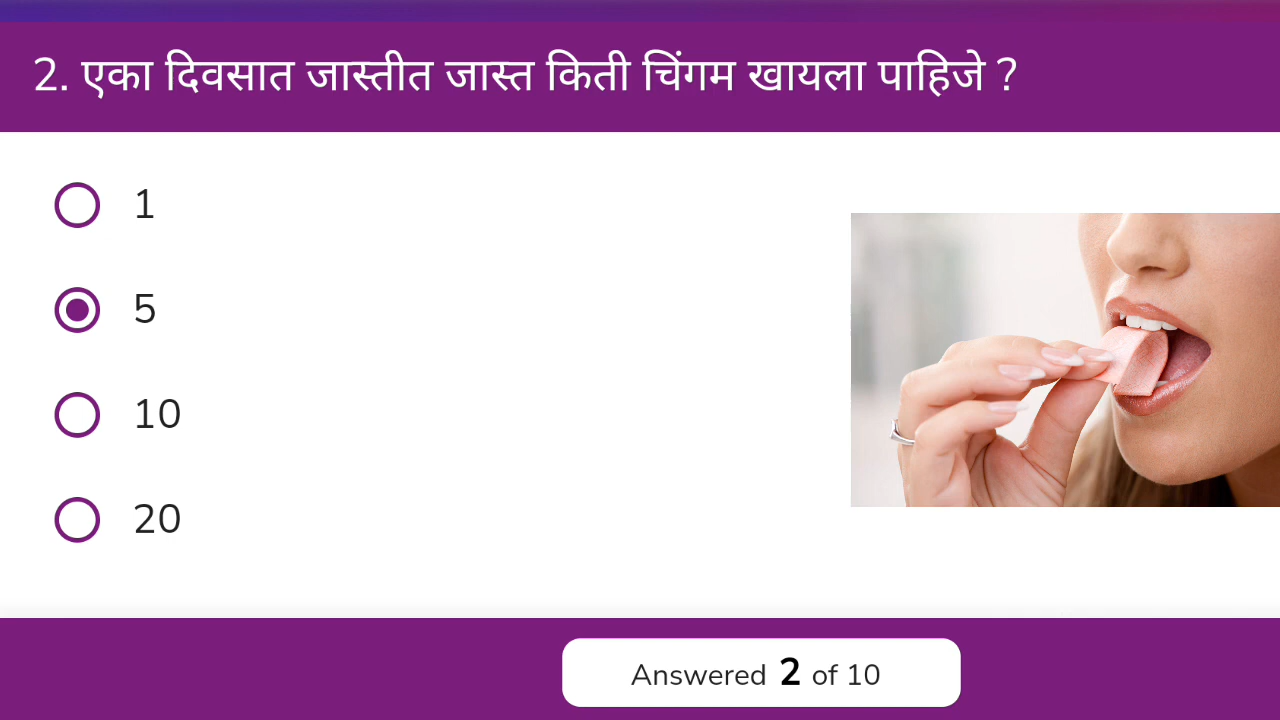 2. एका दिवसात जास्तीत जास्त किती चिंगम खायला पाहिजे ?
1
5
10
20
Answered 2 of 10